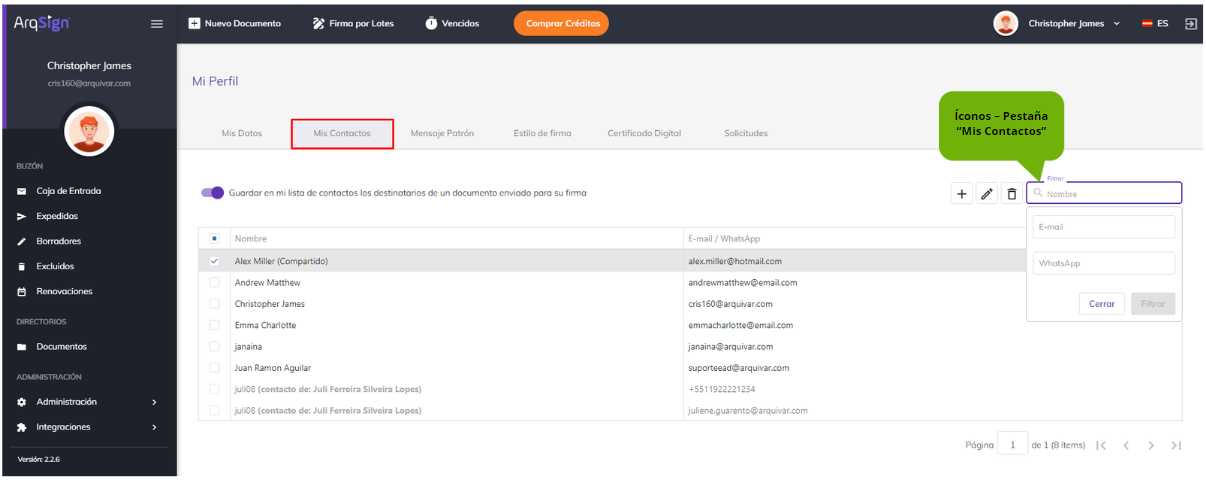 ArqSign
Nuevo Documento
Firma por Lotes
Vencidos
Comprar Créditos
Christopher James
ES
Christopher James
cris160@arquivar.com
BUZÓN
Caja de Entrada
Expedidos
Borradores
Excluidos
Renovaciones
DIRECTORIOS
Documentos
ADMINISTRACIÓN
Administración
Integraciones
Versión: 2.2.6
Mi Perfil
Mis Datos
Mis Contactos
Mensaje Patrón
Estilo de firma
Certificado Digital
Solicitudes
Íconos – Pestaña
“Mis Contactos”
Guardar en mi lista de contactos los destinatarios de un documento enviado para su firma
Filtrar
Nombre
E-mail
WhatsApp
Cerrar
Filtrar
Nombre E-mail / WhatsApp
Alex Miller (Compartido) alex.miller@hotmail.com
Andrew Matthew andrewmatthew@email.com
Christopher James cris160@arquivar.com
Emma Charlotte emmacharlotte@email.com
janaina janaina@arquivar.com
Juan Ramon Aguilar suporteead@arquivar.com
juli08 (contacto de: Juli Ferreira Silveira Lopes) +5511922221234
juli08 (contacto de: Juli Ferreira Silveira Lopes) juliene.guarento@arquivar.com
Página 1 de 1 (8 ítems)